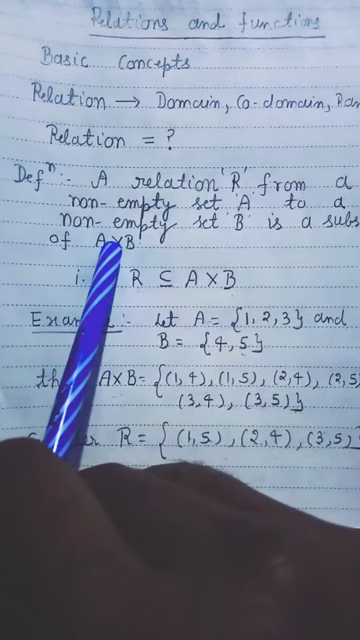 Relations and functions
Basic Concepts
Relation → Domain, Co-domain,
Relation = ?
Defⁿ :- A relation 'R' from a
non-empty set 'A' to a
non-empty set 'B' is a
of A×B
R ⊆ A×B
Let A = {1,2,3} and
B = {4,5}
A×B = {(1,4), (1,5), (2,4), (2,5
(3,4), (3,5)}
R = { (1,5), (2,4), (3,5)